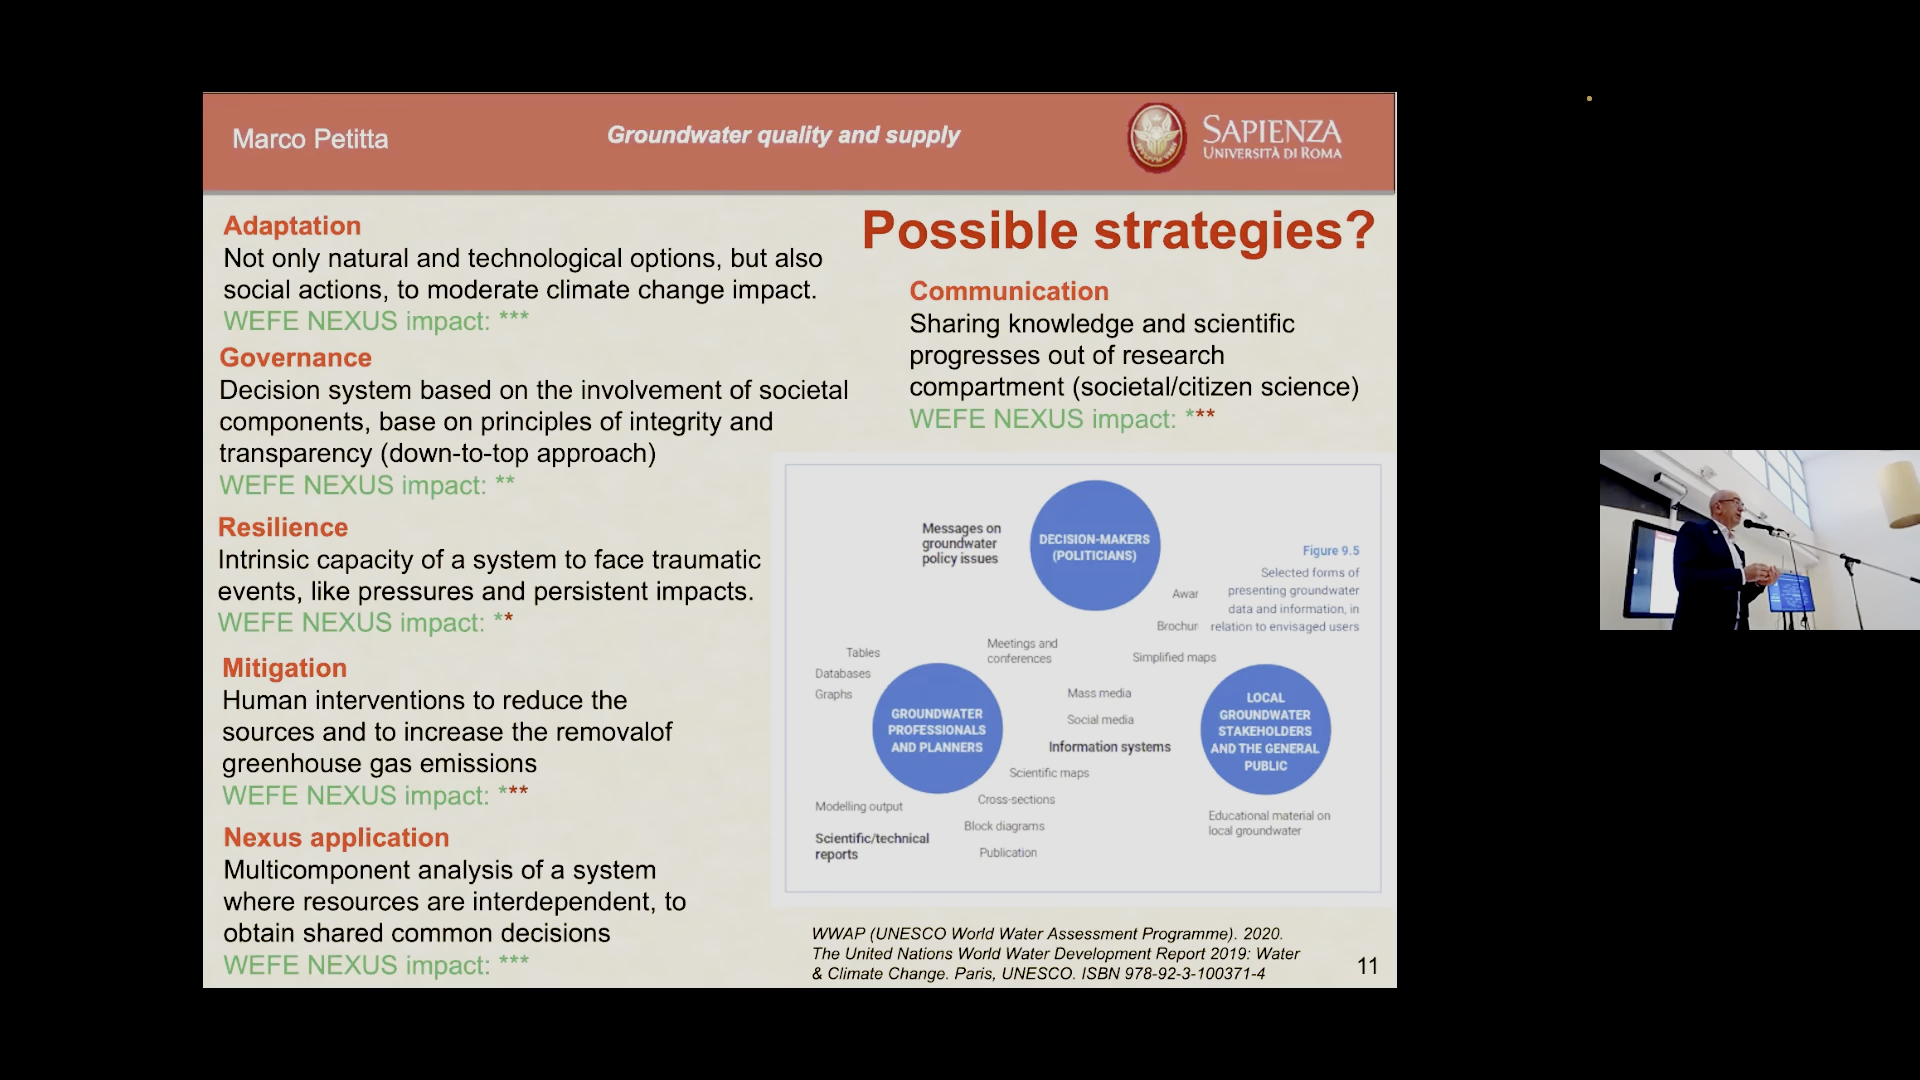 Marco Petitta
Groundwater quality and supply
SAPIENZA
UNIVERSITÀ DI ROMA
Possible strategies?
Adaptation
Not only natural and technological options, but also
social actions, to moderate climate change impact.
WEFE NEXUS impact: ***
Governance
Decision system based on the involvement of societal
components, base on principles of integrity and
transparency (down-to-top approach)
WEFE NEXUS impact: **
Resilience
Intrinsic capacity of a system to face traumatic
events, like pressures and persistent impacts.
WEFE NEXUS impact: **
Mitigation
Human interventions to reduce the
sources and to increase the removalof
greenhouse gas emissions
WEFE NEXUS impact: ***
Nexus application
Multicomponent analysis of a system
where resources are interdependent, to
obtain shared common decisions
WEFE NEXUS impact: ***
Communication
Sharing knowledge and scientific
progresses out of research
compartment (societal/citizen science)
WEFE NEXUS impact: ***
Messages on
groundwater
policy issues
DECISION-MAKERS
(POLITICIANS)
Figure 9.5
Selected forms of
presenting groundwater
data and information, in
relation to envisaged users
Awar
Brochur
Meetings and
conferences
Simplified maps
Tables
Databases
Graphs
GROUNDWATER
PROFESSIONALS
AND PLANNERS
Mass media
Social media
Information systems
Scientific maps
LOCAL
GROUNDWATER
STAKEHOLDERS
AND THE GENERAL
PUBLIC
Modelling output
Cross-sections
Block diagrams
Scientific/technical
reports
Publication
Educational material on
local groundwater
WWAP (UNESCO World Water Assessment Programme). 2020.
The United Nations World Water Development Report 2019: Water
& Climate Change. Paris, UNESCO. ISBN 978-92-3-100371-4
11